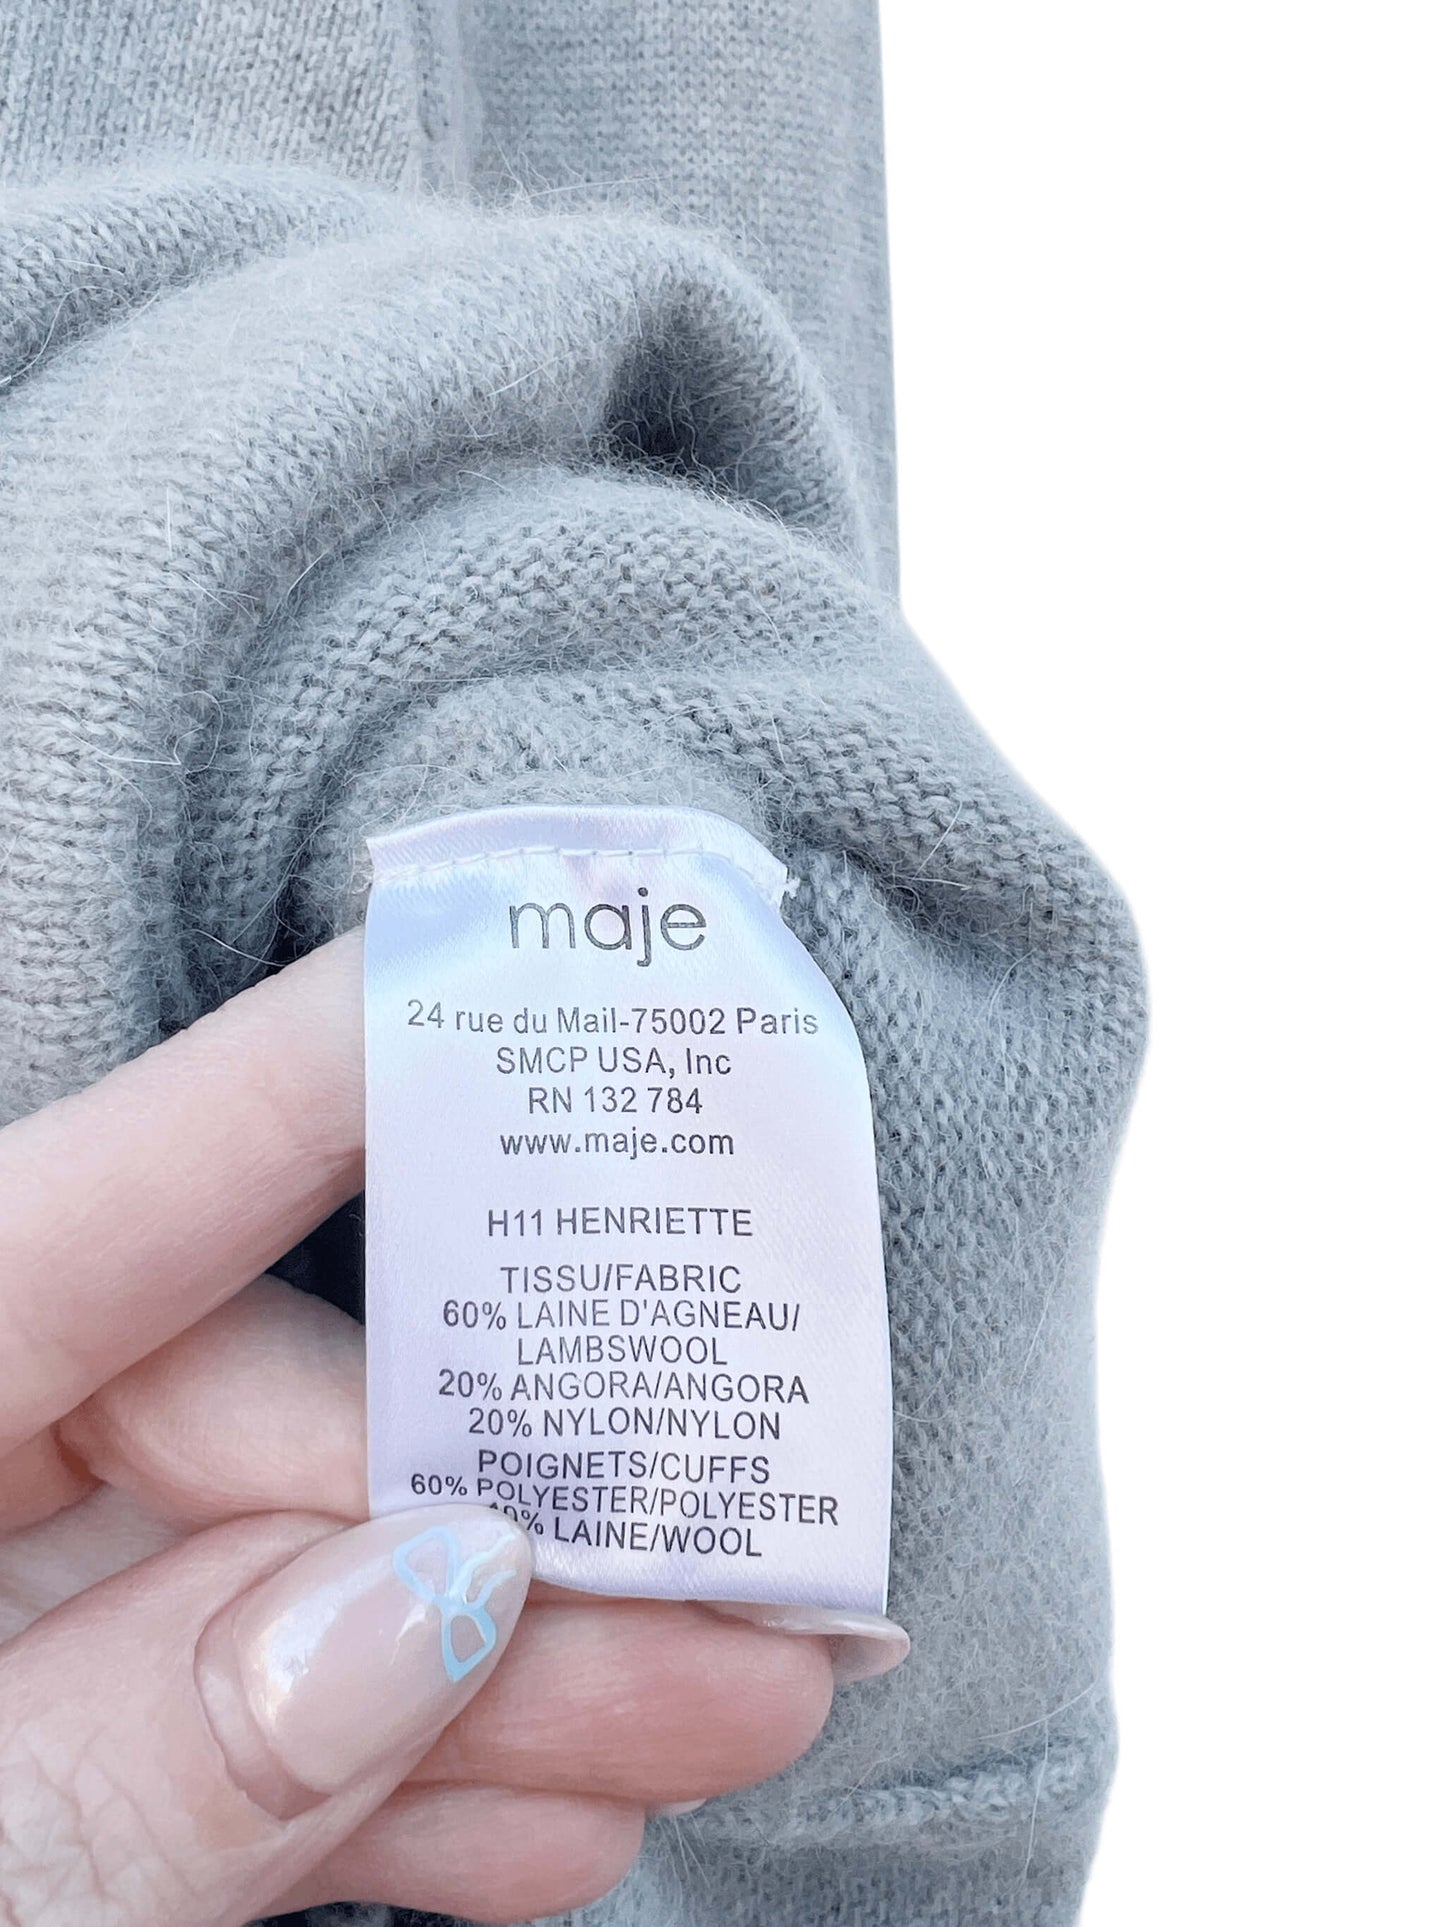 maje
24 rue du Mail-75002 Paris
SMCP USA, Inc
RN 132 784
www.maje.com
H11 HENRIETTE
TISSU/FABRIC
60% LAINE D'AGNEAU/
LAMBSWOOL
20% ANGORA/ANGORA
20% NYLON/NYLON
POIGNETS/CUFFS
60% POLYESTER/POLYESTER
40% LAINE/WOOL